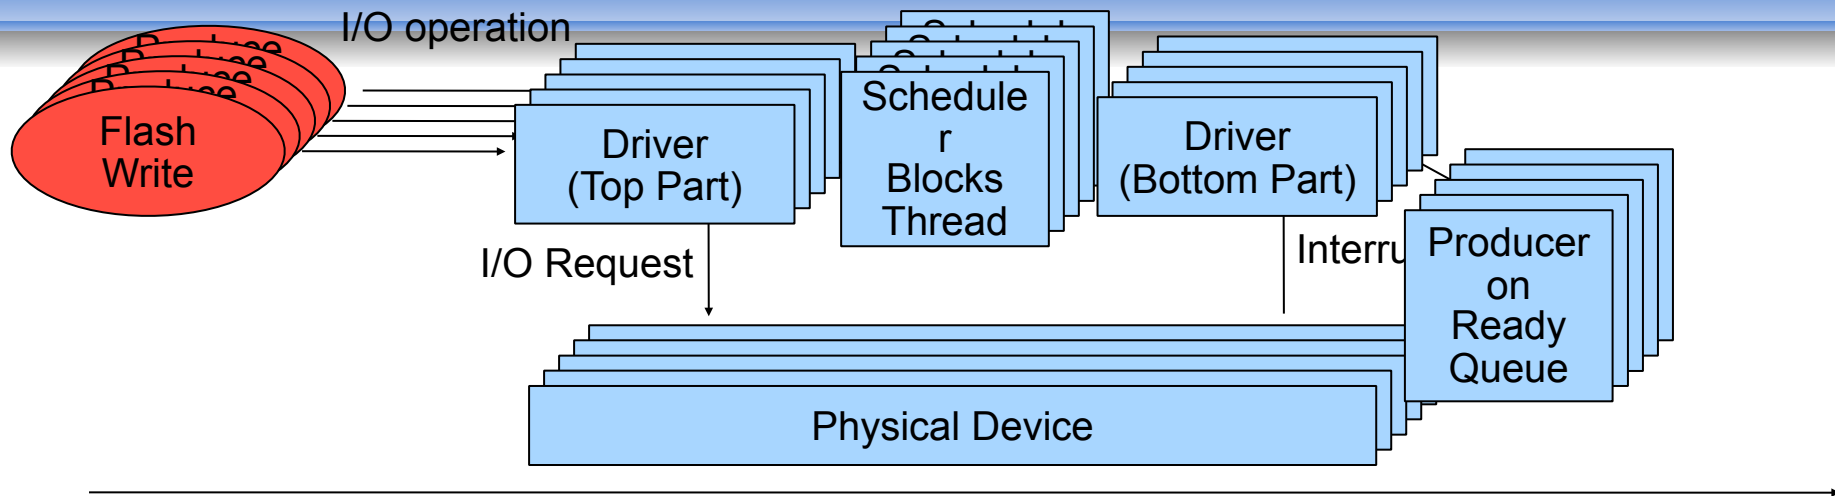 I/O operation
Flash
Write
Driver
(Top Part)
Schedule
r
Blocks
Thread
Driver
(Bottom Part)
I/O Request
Interru
Producer
on
Ready
Queue
Physical Device